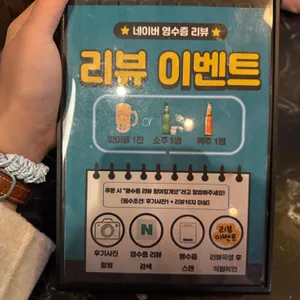 ★ 네이버 영수증 리뷰 ★
리뷰 이벤트
or
소주 1병
맥주 1병
주문 시 "영수증 리뷰 참여할게요"라고 말씀해주세요!
(필수조건: 후기사진1 + 리뷰10자 이상)
N
리뷰
이벤트
후기사진 영수증 리뷰 영수증 리뷰작성 후
촬영 검색 스캔 직원확인